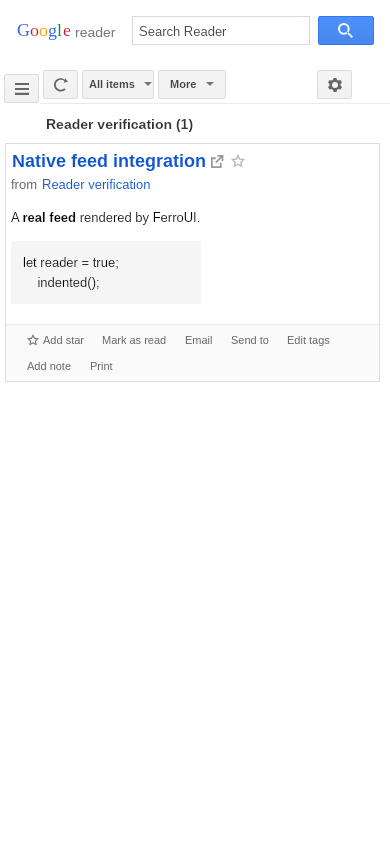 Google reader
Search Reader
All items
More
Reader verification (1)
Native feed integration
from Reader verification
A real feed rendered by FerroUI.
let reader = true;
    indented();
Add star Mark as read Email Send to Edit tags
Add note Print